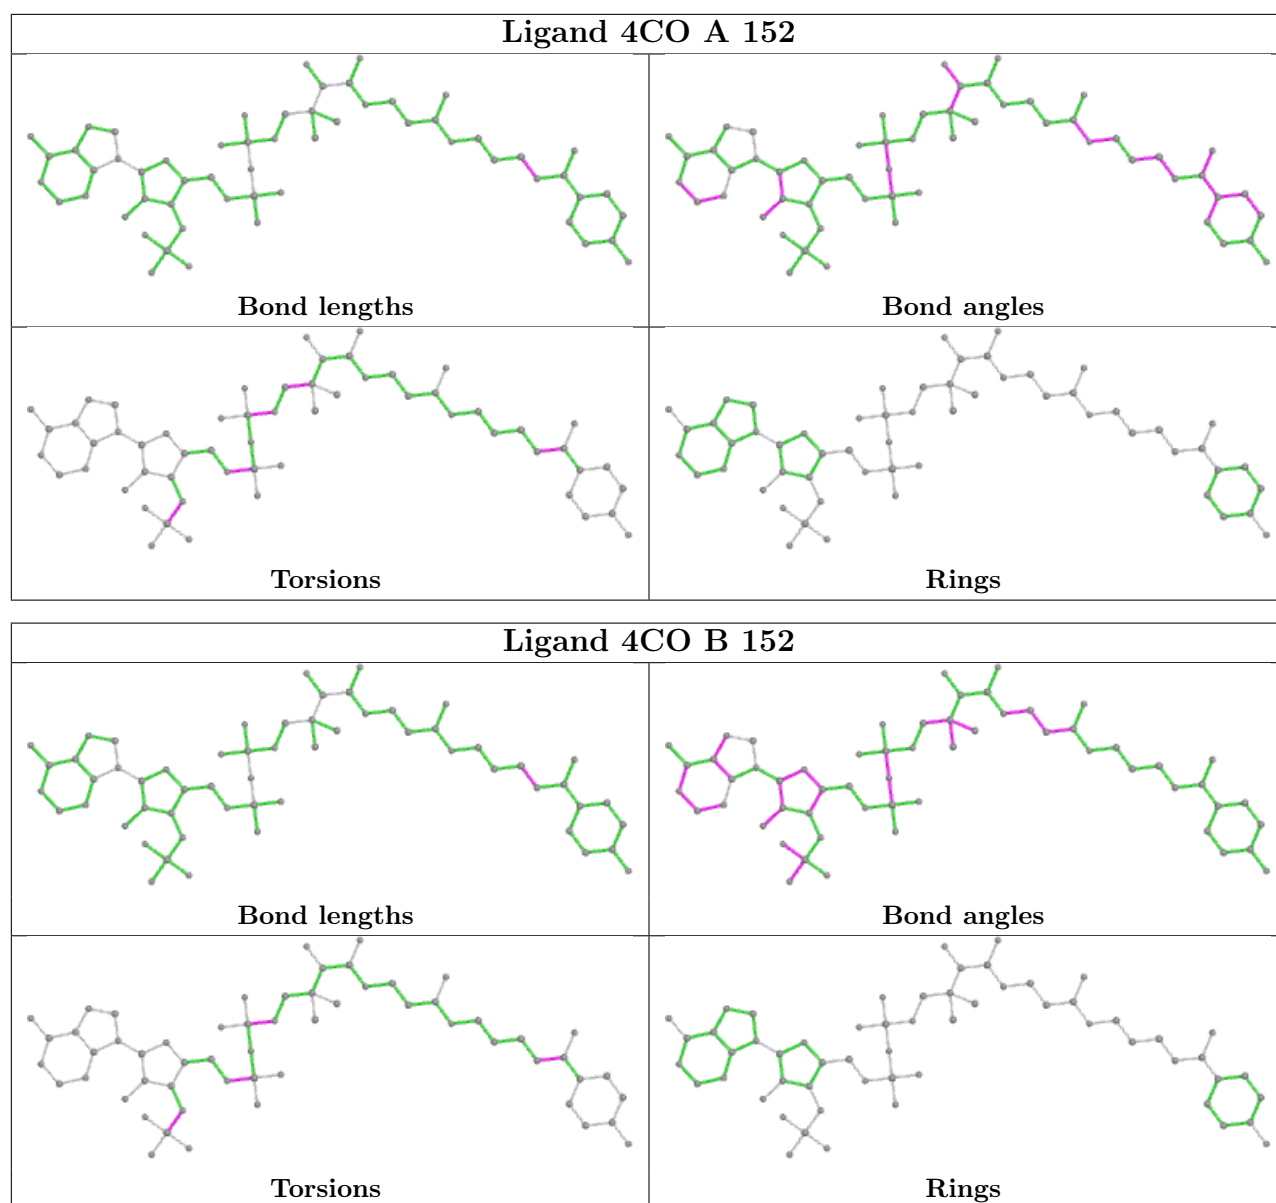 Ligand 4CO A 152
Bond lengths
Bond angles
Torsions
Rings
Ligand 4CO B 152
Bond lengths
Bond angles
Torsions
Rings